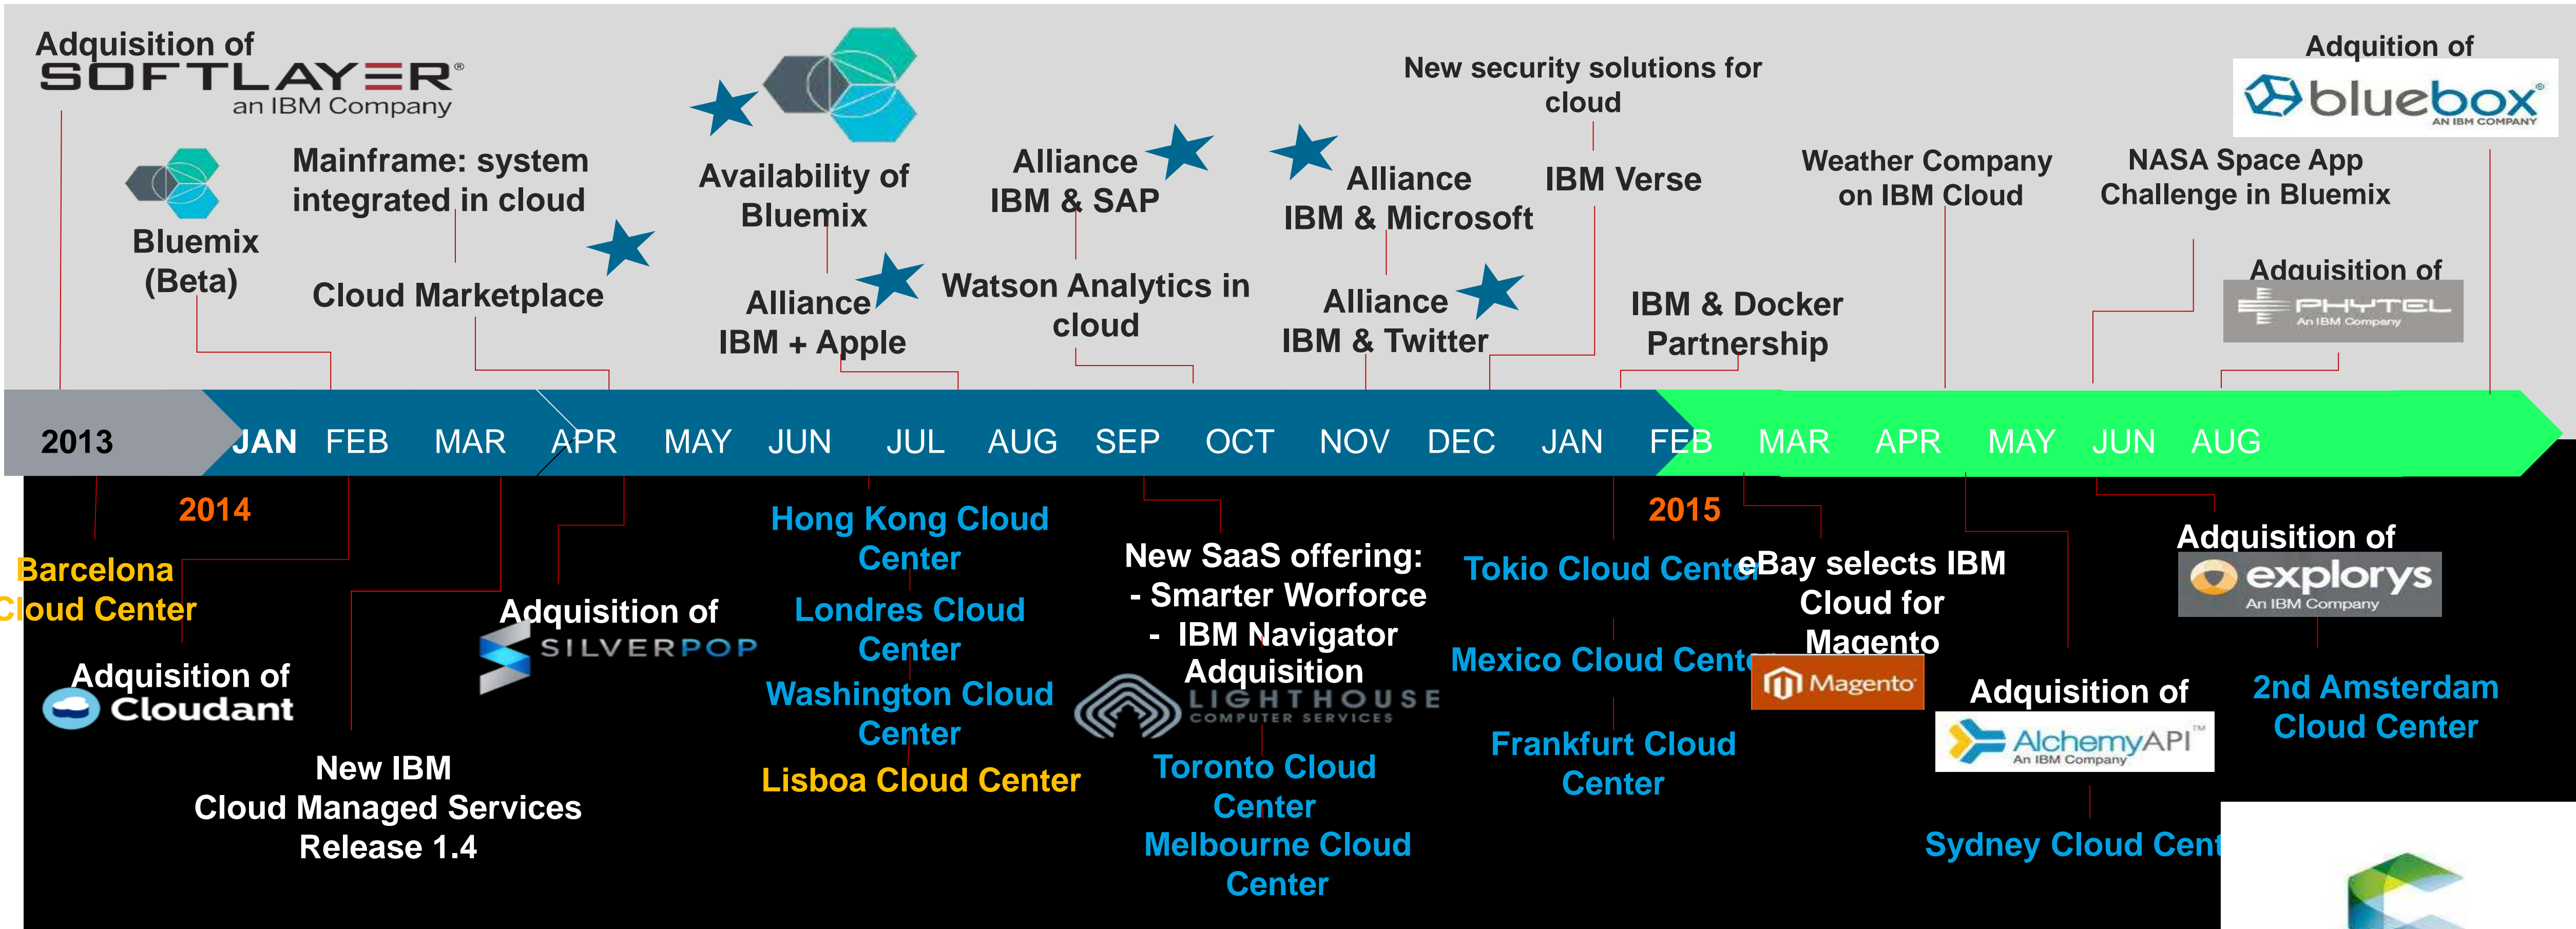 Adquisition of
SOFTLAYER®
an IBM Company
Bluemix
(Beta)
Mainframe: system
integrated in cloud
Cloud Marketplace
Availability of
Bluemix
Alliance
IBM + Apple
Alliance
IBM & SAP
Watson Analytics in
cloud
Alliance
IBM & Microsoft
Alliance
IBM & Twitter
New security solutions for
cloud
IBM Verse
IBM & Docker
Partnership
Weather Company
on IBM Cloud
NASA Space App
Challenge in Bluemix
Adquition of
bluebox®
AN IBM COMPANY
Adquisition of
PHYTEL
An IBM Company
2013 JAN FEB MAR APR MAY JUN JUL AUG SEP OCT NOV DEC JAN FEB MAR APR MAY JUN AUG
2014
2015
Barcelona
Cloud Center
Adquisition of
Cloudant
New IBM
Cloud Managed Services
Release 1.4
Adquisition of
SILVERPOP
Hong Kong Cloud
Center
Londres Cloud
Center
Washington Cloud
Center
Lisboa Cloud Center
New SaaS offering:
- Smarter Worforce
- IBM Navigator
Adquisition
LIGHTHOUSE
COMPUTER SERVICES
Toronto Cloud
Center
Melbourne Cloud
Center
Tokio Cloud Center
Mexico Cloud Center
Frankfurt Cloud
Center
eBay selects IBM
Cloud for
Magento
Magento®
Adquisition of
AlchemyAPI™
An IBM Company
Sydney Cloud Cent
Adquisition of
explorys
An IBM Company
2nd Amsterdam
Cloud Center